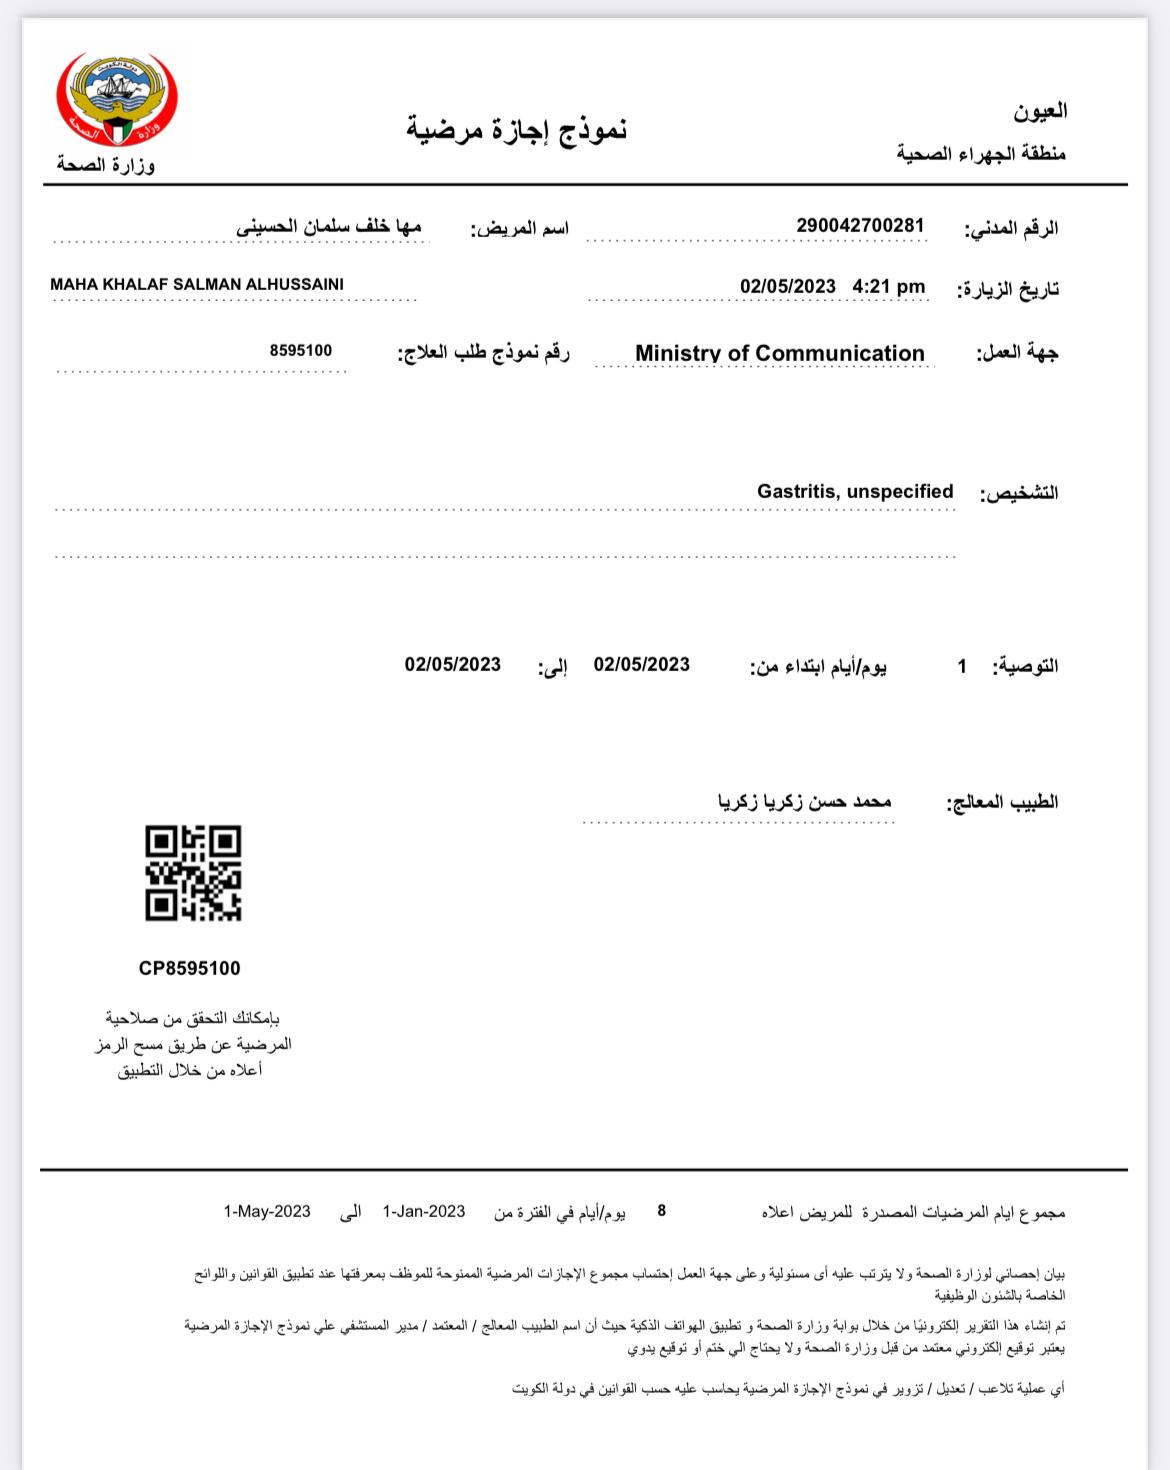 العيون
منطقة الجهراء الصحية
نموذج إجازة مرضية
دولة الكويت
وزارة الصحة
وزارة الصحة
الرقم المدني: 290042700281 اسم المريض: مها خلف سلمان الحسيني
تاريخ الزيارة: 02/05/2023 4:21 pm MAHA KHALAF SALMAN ALHUSSAINI
جهة العمل: Ministry of Communication رقم نموذج طلب العلاج: 8595100
التشخيص: Gastritis, unspecified
التوصية: 1 يوم/أيام ابتداء من: 02/05/2023 إلى: 02/05/2023
الطبيب المعالج: محمد حسن زكريا زكريا
CP8595100
بإمكانك التحقق من صلاحية
المرضية عن طريق مسح الرمز
أعلاه من خلال التطبيق
مجموع ايام المرضيات المصدرة للمريض اعلاه 8 يوم/أيام في الفترة من 1-Jan-2023 الى 1-May-2023
بيان إحصائي لوزارة الصحة ولا يترتب عليه أى مسئولية وعلى جهة العمل إحتساب مجموع الإجازات المرضية الممنوحة للموظف بمعرفتها عند تطبيق القوانين واللوائح
الخاصة بالشئون الوظيفية
تم إنشاء هذا التقرير إلكترونيًا من خلال بوابة وزارة الصحة و تطبيق الهواتف الذكية حيث أن اسم الطبيب المعالج / المعتمد / مدير المستشفي علي نموذج الإجازة المرضية
يعتبر توقيع إلكتروني معتمد من قبل وزارة الصحة ولا يحتاج الي ختم أو توقيع يدوي
أي عملية تلاعب / تعديل / تزوير في نموذج الإجازة المرضية يحاسب عليه حسب القوانين في دولة الكويت